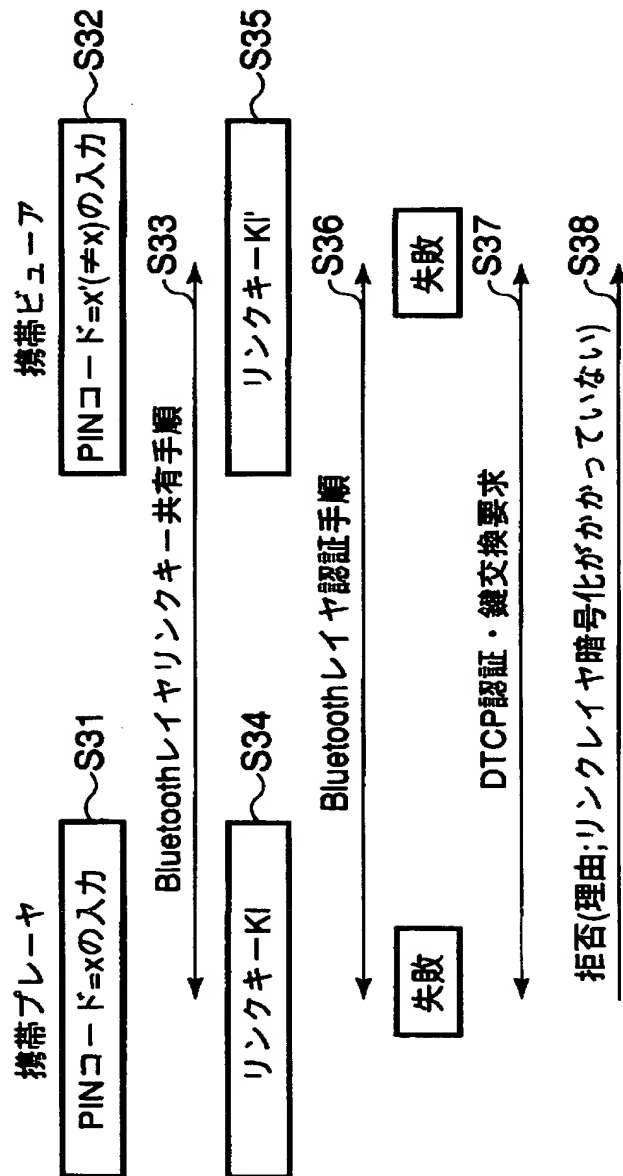 携帯プレーヤ
携帯ビューア
PINコード=xの入力
S31
PINコード=x'(≠x)の入力
S32
Bluetoothレイヤリンクキー共有手順
S33
リンクキーKl
S34
リンクキーKl'
S35
Bluetoothレイヤ認証手順
S36
失敗
失敗
DTCP認証・鍵交換要求
S37
拒否(理由;リンクレイヤ暗号化がかかっていない)
S38